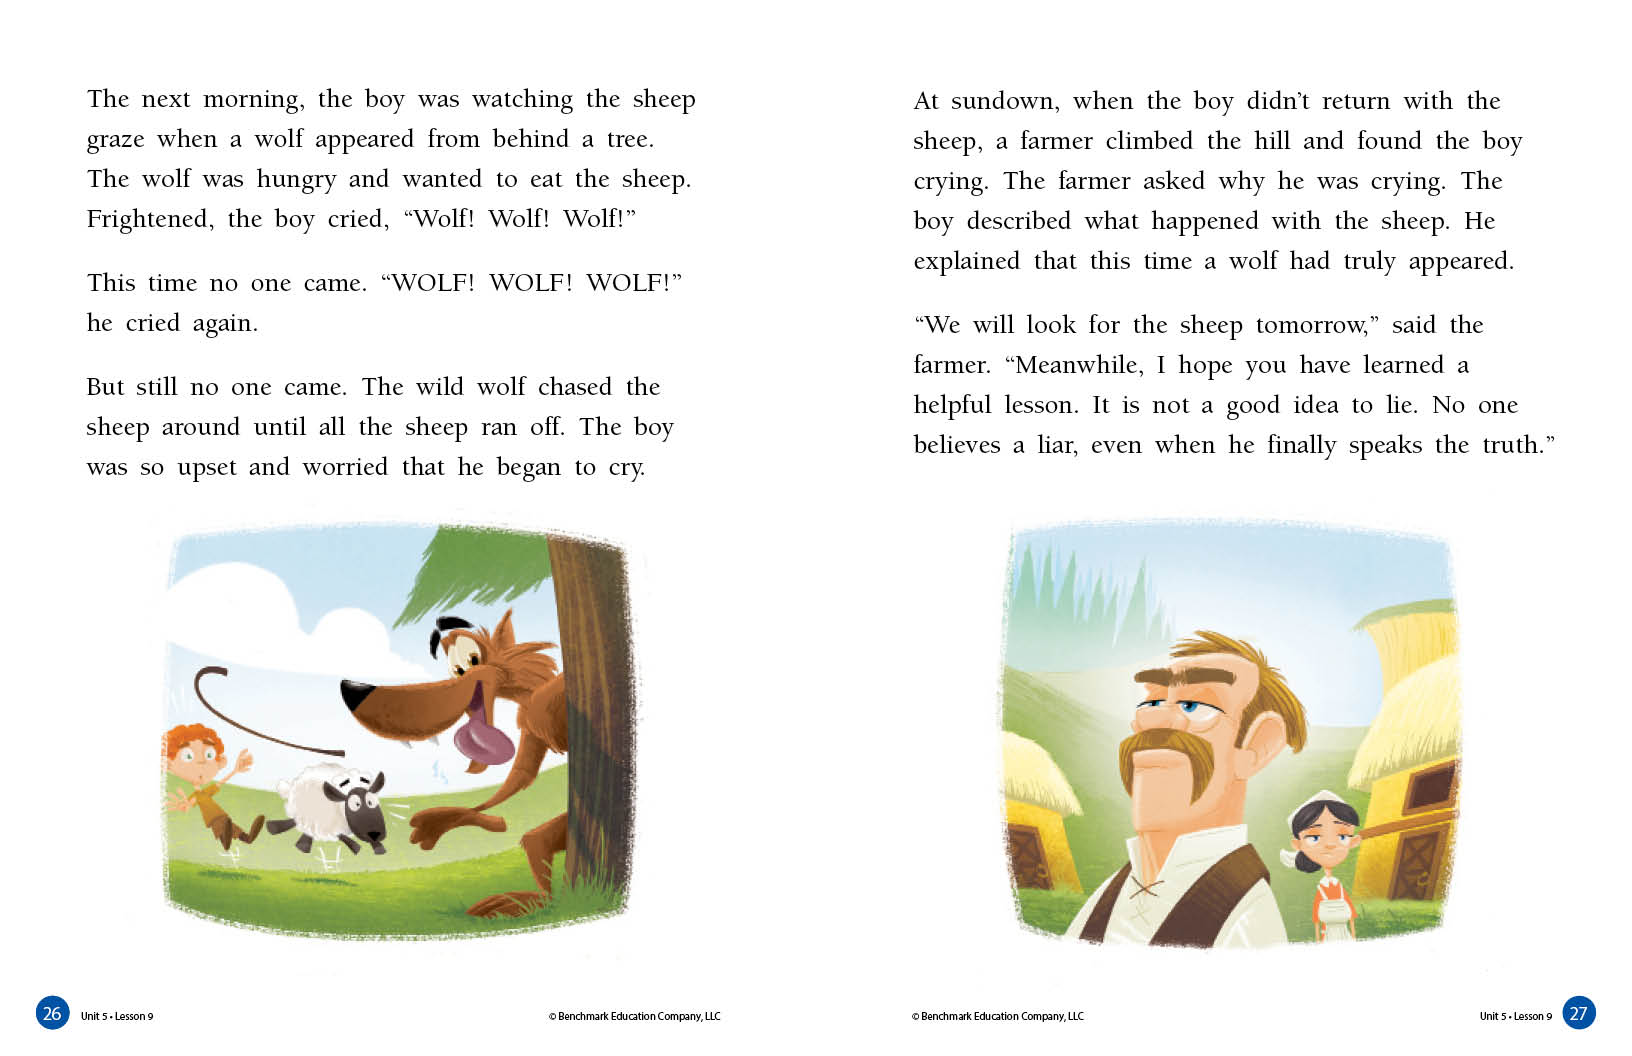 The next morning, the boy was watching the sheep
graze when a wolf appeared from behind a tree.
The wolf was hungry and wanted to eat the sheep.
Frightened, the boy cried, “Wolf! Wolf! Wolf!”
This time no one came. “WOLF! WOLF! WOLF!”
he cried again.
But still no one came. The wild wolf chased the
sheep around until all the sheep ran off. The boy
was so upset and worried that he began to cry.
26
Unit 5 • Lesson 9
© Benchmark Education Company, LLC
At sundown, when the boy didn’t return with the
sheep, a farmer climbed the hill and found the boy
crying. The farmer asked why he was crying. The
boy described what happened with the sheep. He
explained that this time a wolf had truly appeared.
“We will look for the sheep tomorrow,” said the
farmer. “Meanwhile, I hope you have learned a
helpful lesson. It is not a good idea to lie. No one
believes a liar, even when he finally speaks the truth.”
© Benchmark Education Company, LLC
Unit 5 • Lesson 9
27